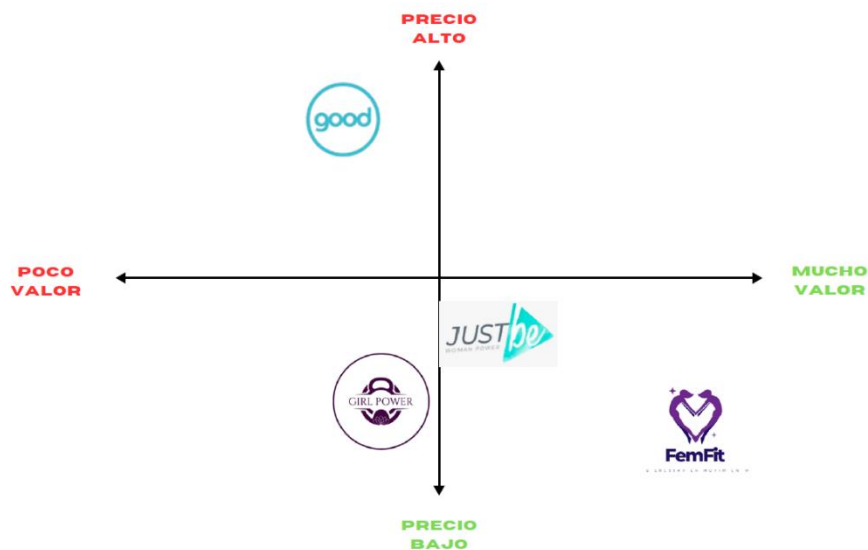 PRECIO
ALTO
good
POCO
VALOR
MUCHO
VALOR
JUST be
WOMAN POWER
GIRL POWER
FemFit
PRECIO
BAJO